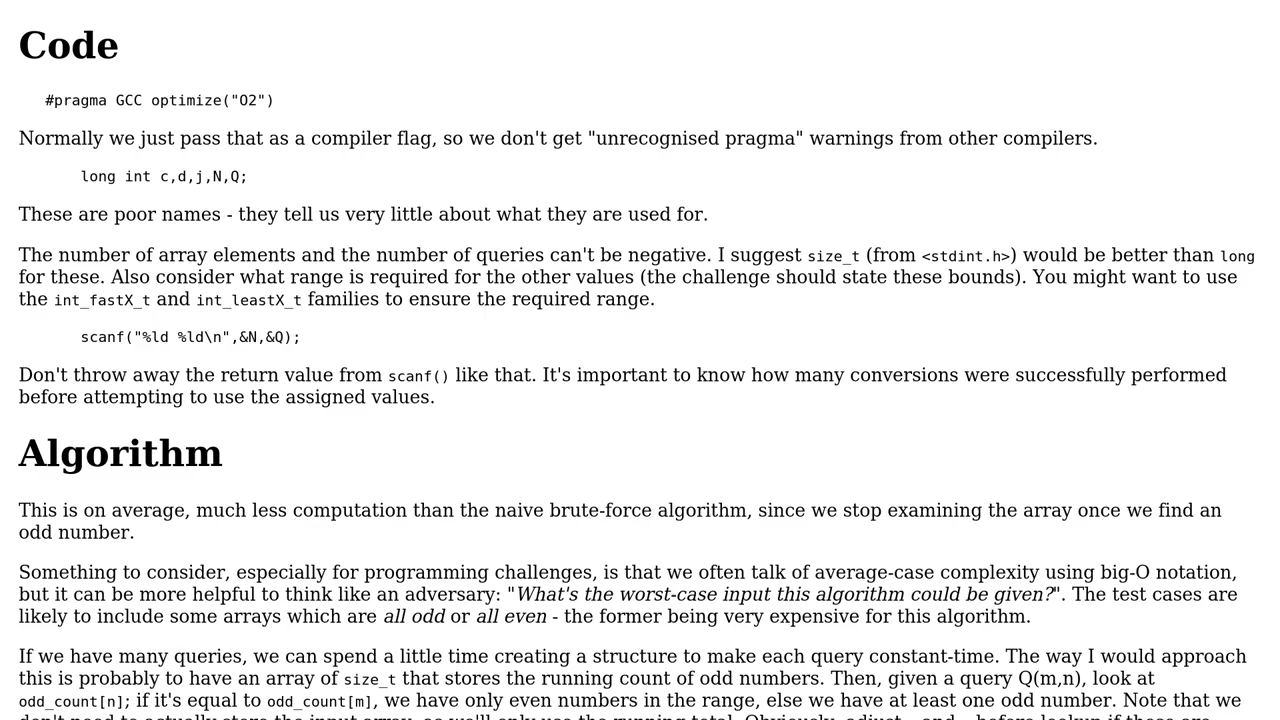 Code
#pragma GCC optimize("O2")
Normally we just pass that as a compiler flag, so we don't get "unrecognised pragma" warnings from other compilers.
long int c,d,j,N,Q;
These are poor names - they tell us very little about what they are used for.
The number of array elements and the number of queries can't be negative. I suggest size_t (from <stdint.h>) would be better than long
for these. Also consider what range is required for the other values (the challenge should state these bounds). You might want to use
the int_fastX_t and int_leastX_t families to ensure the required range.
scanf("%ld %ld\n",&N,&Q);
Don't throw away the return value from scanf() like that. It's important to know how many conversions were successfully performed
before attempting to use the assigned values.
Algorithm
This is on average, much less computation than the naive brute-force algorithm, since we stop examining the array once we find an
odd number.
Something to consider, especially for programming challenges, is that we often talk of average-case complexity using big-O notation,
but it can be more helpful to think like an adversary: "What's the worst-case input this algorithm could be given?". The test cases are
likely to include some arrays which are all odd or all even - the former being very expensive for this algorithm.
If we have many queries, we can spend a little time creating a structure to make each query constant-time. The way I would approach
this is probably to have an array of size_t that stores the running count of odd numbers. Then, given a query Q(m,n), look at
odd_count[n]; if it's equal to odd_count[m], we have only even numbers in the range, else we have at least one odd number. Note that we